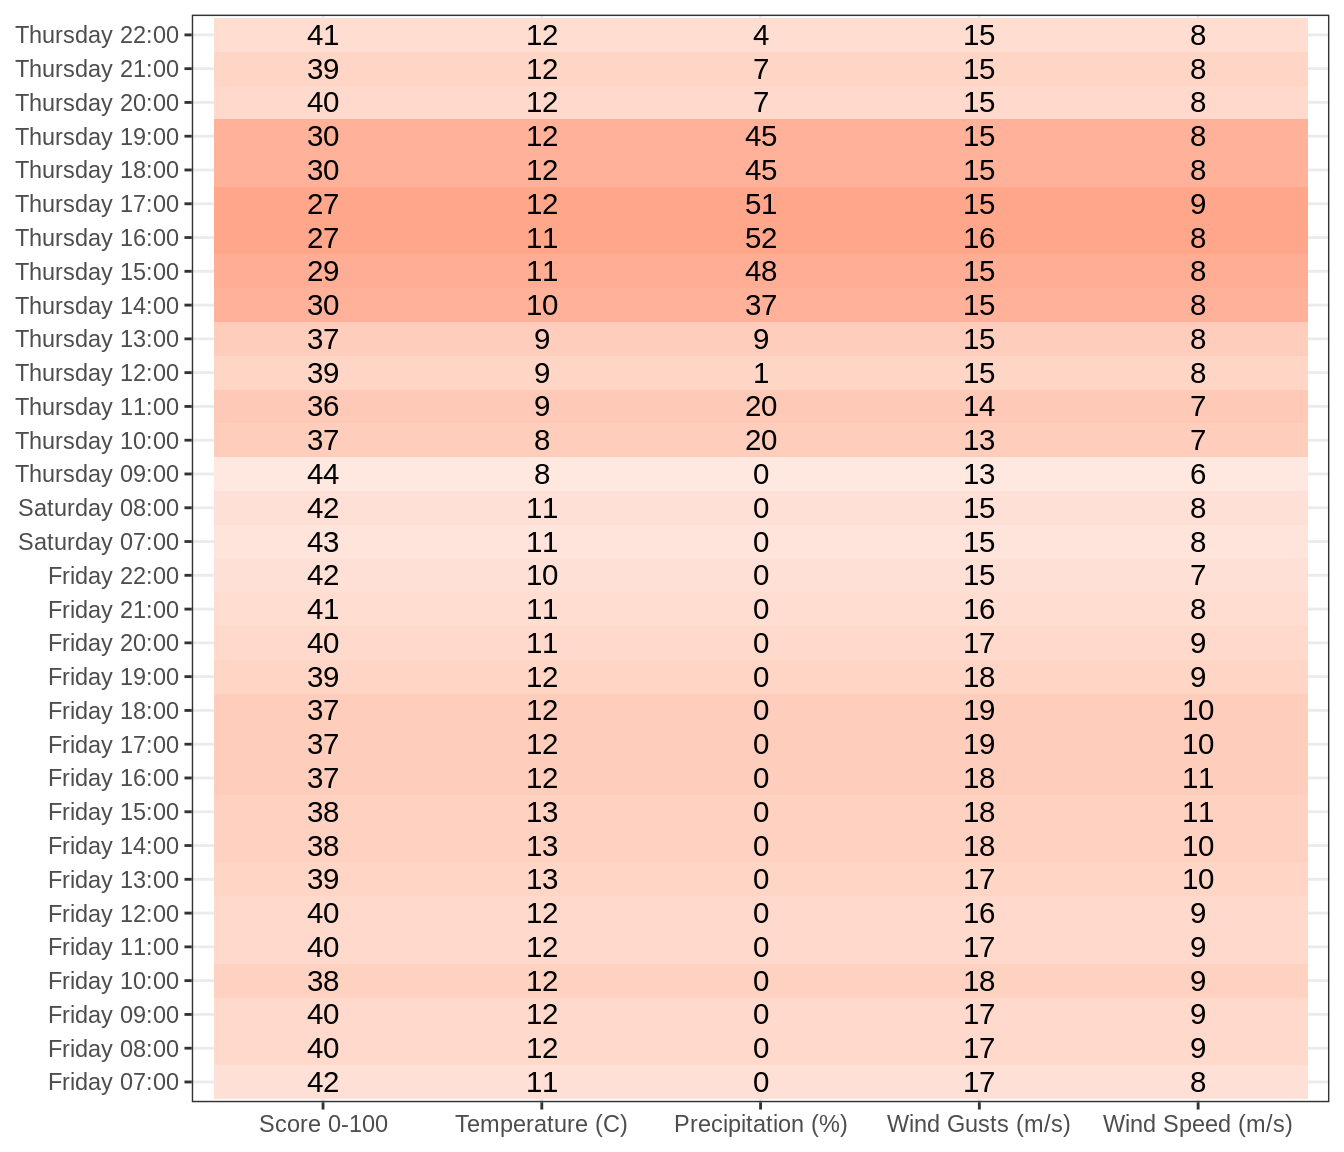 Thursday 22:00 41 12 4 15 8
Thursday 21:00 39 12 7 15 8
Thursday 20:00 40 12 7 15 8
Thursday 19:00 30 12 45 15 8
Thursday 18:00 30 12 45 15 8
Thursday 17:00 27 12 51 15 9
Thursday 16:00 27 11 52 16 8
Thursday 15:00 29 11 48 15 8
Thursday 14:00 30 10 37 15 8
Thursday 13:00 37 9 9 15 8
Thursday 12:00 39 9 1 15 8
Thursday 11:00 36 9 20 14 7
Thursday 10:00 37 8 20 13 7
Thursday 09:00 44 8 0 13 6
Saturday 08:00 42 11 0 15 8
Saturday 07:00 43 11 0 15 8
Friday 22:00 42 10 0 15 7
Friday 21:00 41 11 0 16 8
Friday 20:00 40 11 0 17 9
Friday 19:00 39 12 0 18 9
Friday 18:00 37 12 0 19 10
Friday 17:00 37 12 0 19 10
Friday 16:00 37 12 0 18 11
Friday 15:00 38 13 0 18 11
Friday 14:00 38 13 0 18 10
Friday 13:00 39 13 0 17 10
Friday 12:00 40 12 0 16 9
Friday 11:00 40 12 0 17 9
Friday 10:00 38 12 0 18 9
Friday 09:00 40 12 0 17 9
Friday 08:00 40 12 0 17 9
Friday 07:00 42 11 0 17 8
Score 0-100 Temperature (C) Precipitation (%) Wind Gusts (m/s) Wind Speed (m/s)